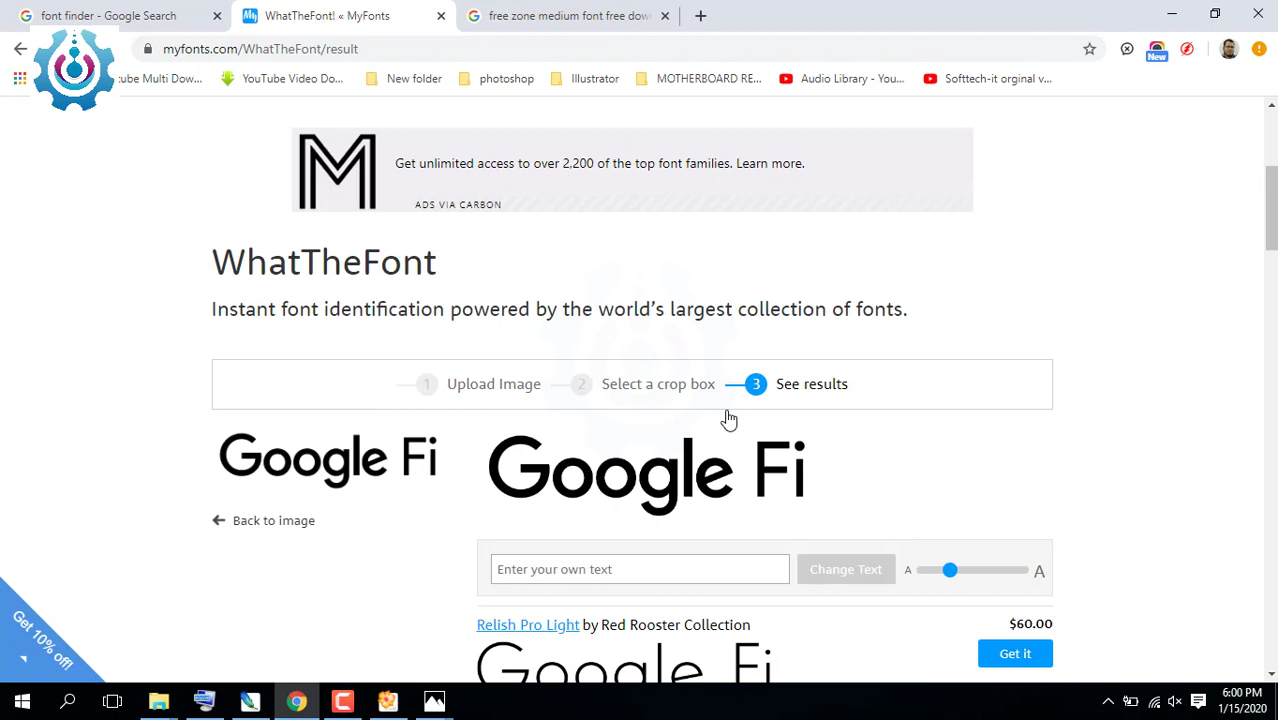 font finder - Google Search
WhatTheFont! « MyFonts
free zone medium font free dow
myfonts.com/WhatTheFont/result
New
tube Multi Dow...
YouTube Video Do...
New folder
photoshop
Illustrator
MOTHERBOARD RE...
Audio Library - You...
Softtech-it orginal v...
M
Get unlimited access to over 2,200 of the top font families. Learn more.
ADS VIA CARBON
WhatTheFont
Instant font identification powered by the world's largest collection of fonts.
1 Upload Image 2 Select a crop box 3 See results
Google Fi
Google Fi
Back to image
Enter your own text
Change Text
A A
Relish Pro Light by Red Rooster Collection
$60.00
Google Fi
Get it
Get 10% off!
6:00 PM
1/15/2020